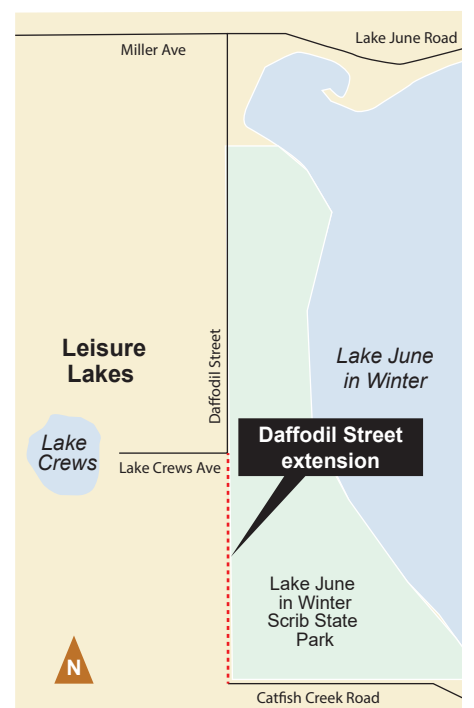 Lake June Road
Miller Ave
Daffodil Street
Leisure
Lakes
Lake June
in Winter
Daffodil Street
extension
Lake
Crews
Lake Crews Ave
Lake June
in Winter
Scrib State
Park
N
Catfish Creek Road